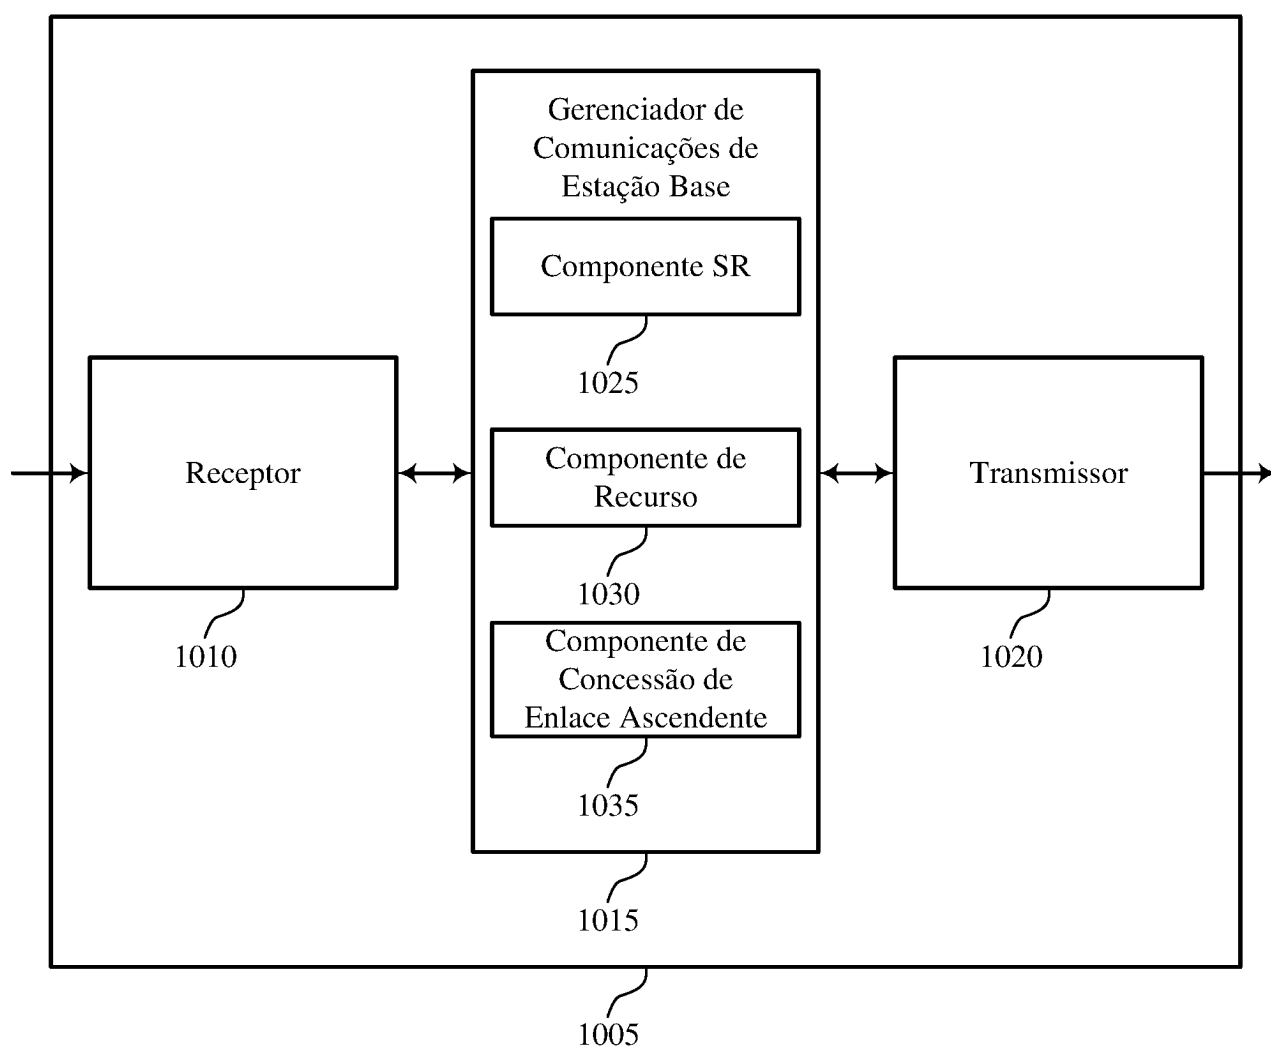 Gerenciador de
Comunicações de
Estação Base
Componente SR
1025
Receptor
1010
Componente de
Recurso
1030
Transmissor
1020
Componente de
Concessão de
Enlace Ascendente
1035
1015
1005